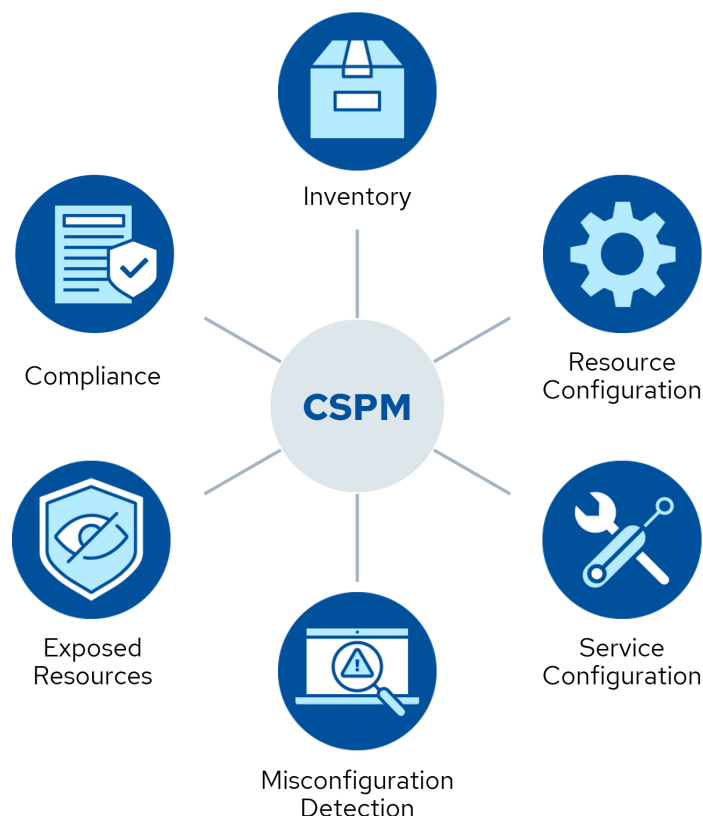 Inventory
Compliance
Resource
Configuration
CSPM
Exposed
Resources
Service
Configuration
Misconfiguration
Detection